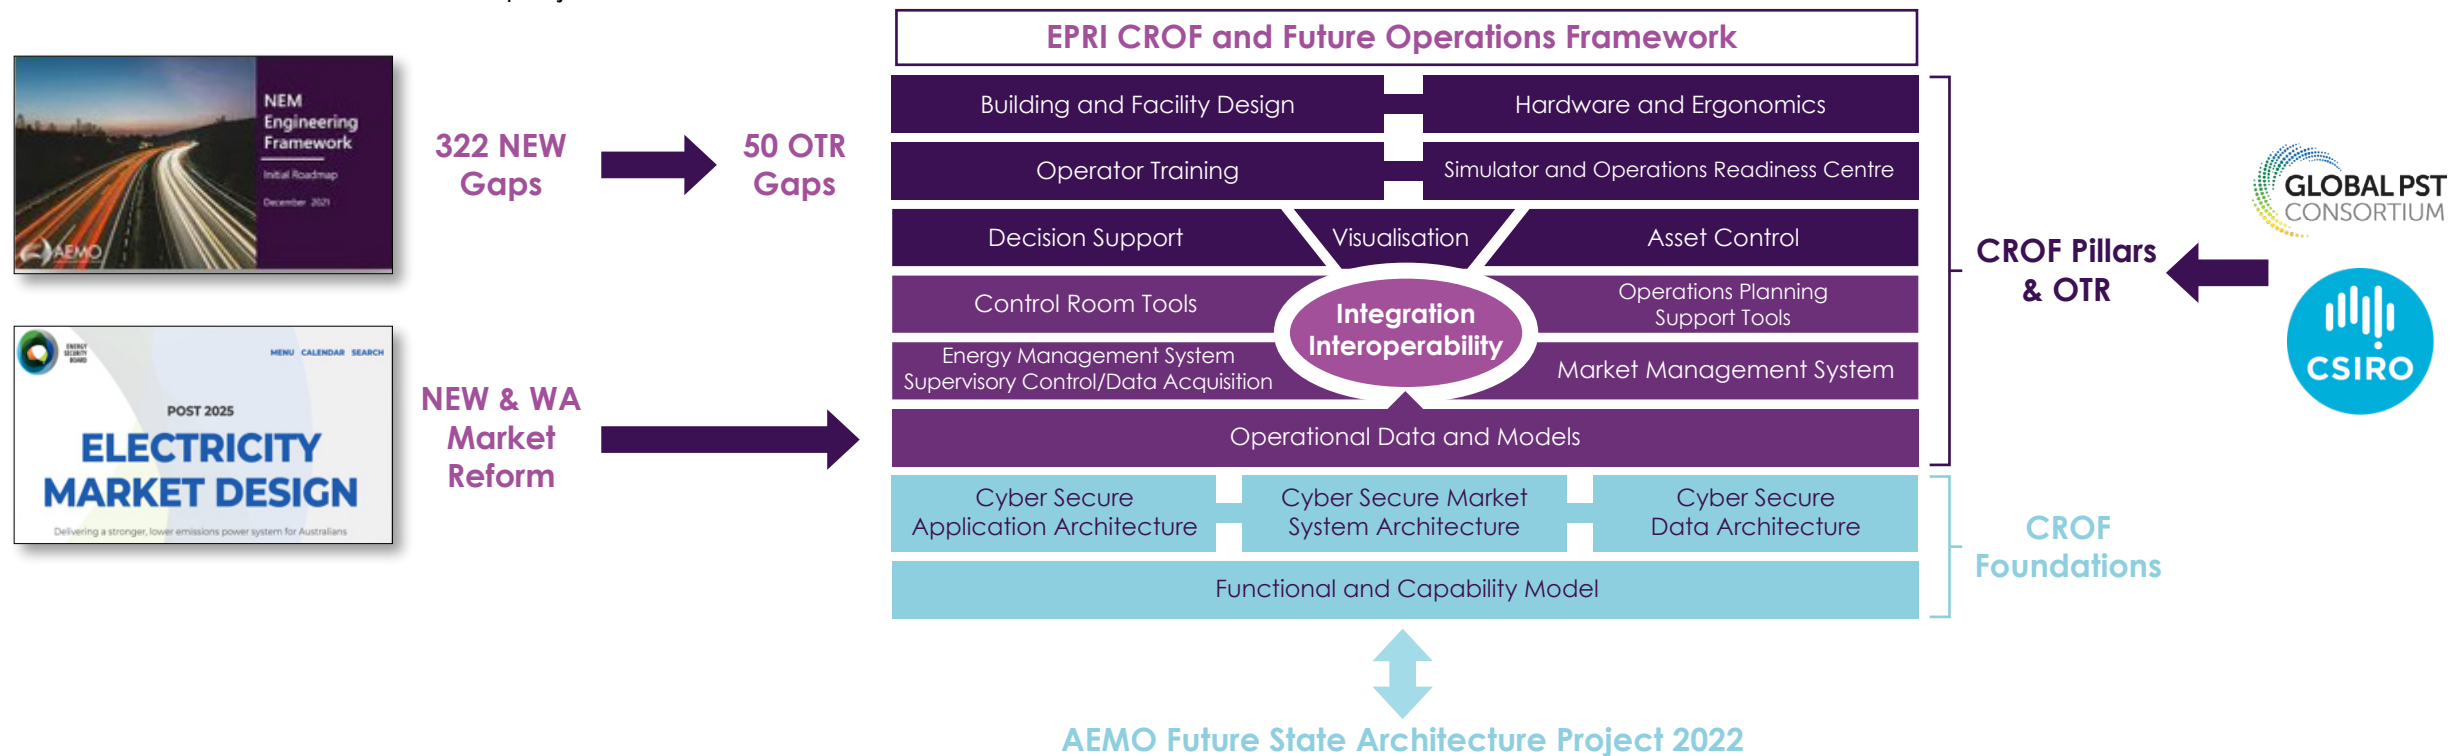 EPRI CROF and Future Operations Framework
NEM
Engineering
Framework
Initial Roadmap
December 2021
AEMO
322 NEW
Gaps
50 OTR
Gaps
ENERGY
SECURITY
BOARD
MENU CALENDAR SEARCH
POST 2025
ELECTRICITY
MARKET DESIGN
Delivering a stronger, lower emissions power system for Australians
NEW & WA
Market
Reform
Building and Facility Design
Hardware and Ergonomics
Operator Training
Simulator and Operations Readiness Centre
Decision Support
Visualisation
Asset Control
Control Room Tools
Integration
Interoperability
Operations Planning
Support Tools
Energy Management System
Supervisory Control/Data Acquisition
Market Management System
Operational Data and Models
Cyber Secure
Application Architecture
Cyber Secure Market
System Architecture
Cyber Secure
Data Architecture
Functional and Capability Model
CROF Pillars
& OTR
GLOBAL PST
CONSORTIUM
CSIRO
CROF
Foundations
AEMO Future State Architecture Project 2022